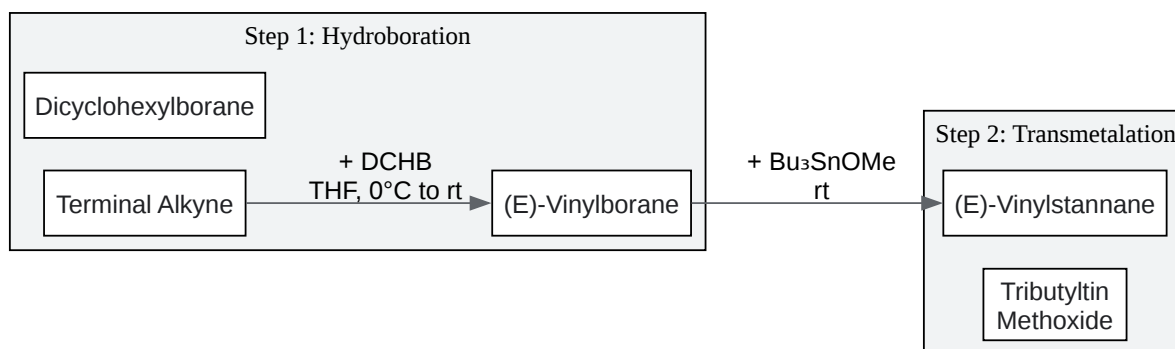 Step 1: Hydroboration
Dicyclohexylborane
Terminal Alkyne
+ DCHB
THF, 0°C to rt
(E)-Vinylborane
+ Bu₃SnOMe
rt
Step 2: Transmetalation
(E)-Vinylstannane
Tributyltin
Methoxide